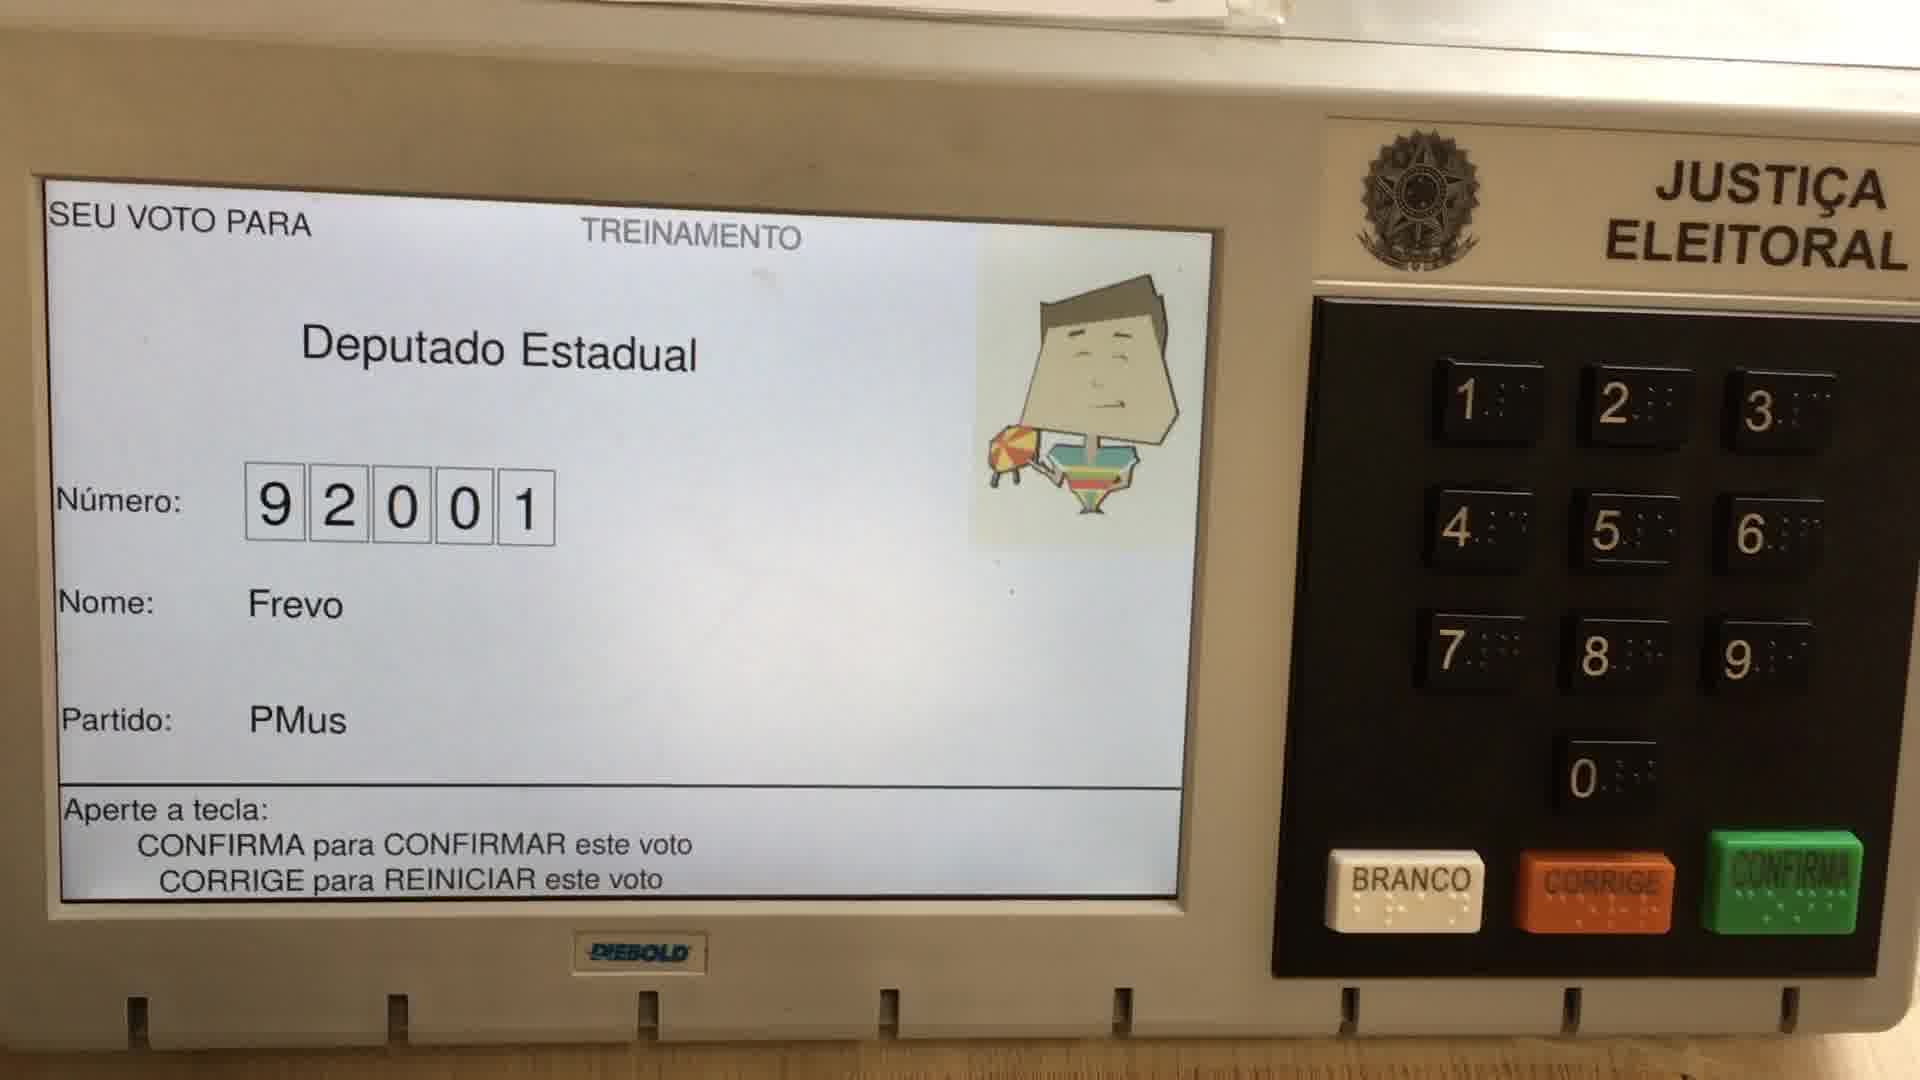 SEU VOTO PARA
TREINAMENTO
Deputado Estadual
Número: 9 2 0 0 1
Nome: Frevo
Partido: PMus
Aperte a tecla:
CONFIRMA para CONFIRMAR este voto
CORRIGE para REINICIAR este voto
DIEBOLD
JUSTIÇA
ELEITORAL
1 2 3
4 5 6
7 8 9
0
BRANCO CORRIGE CONFIRMA